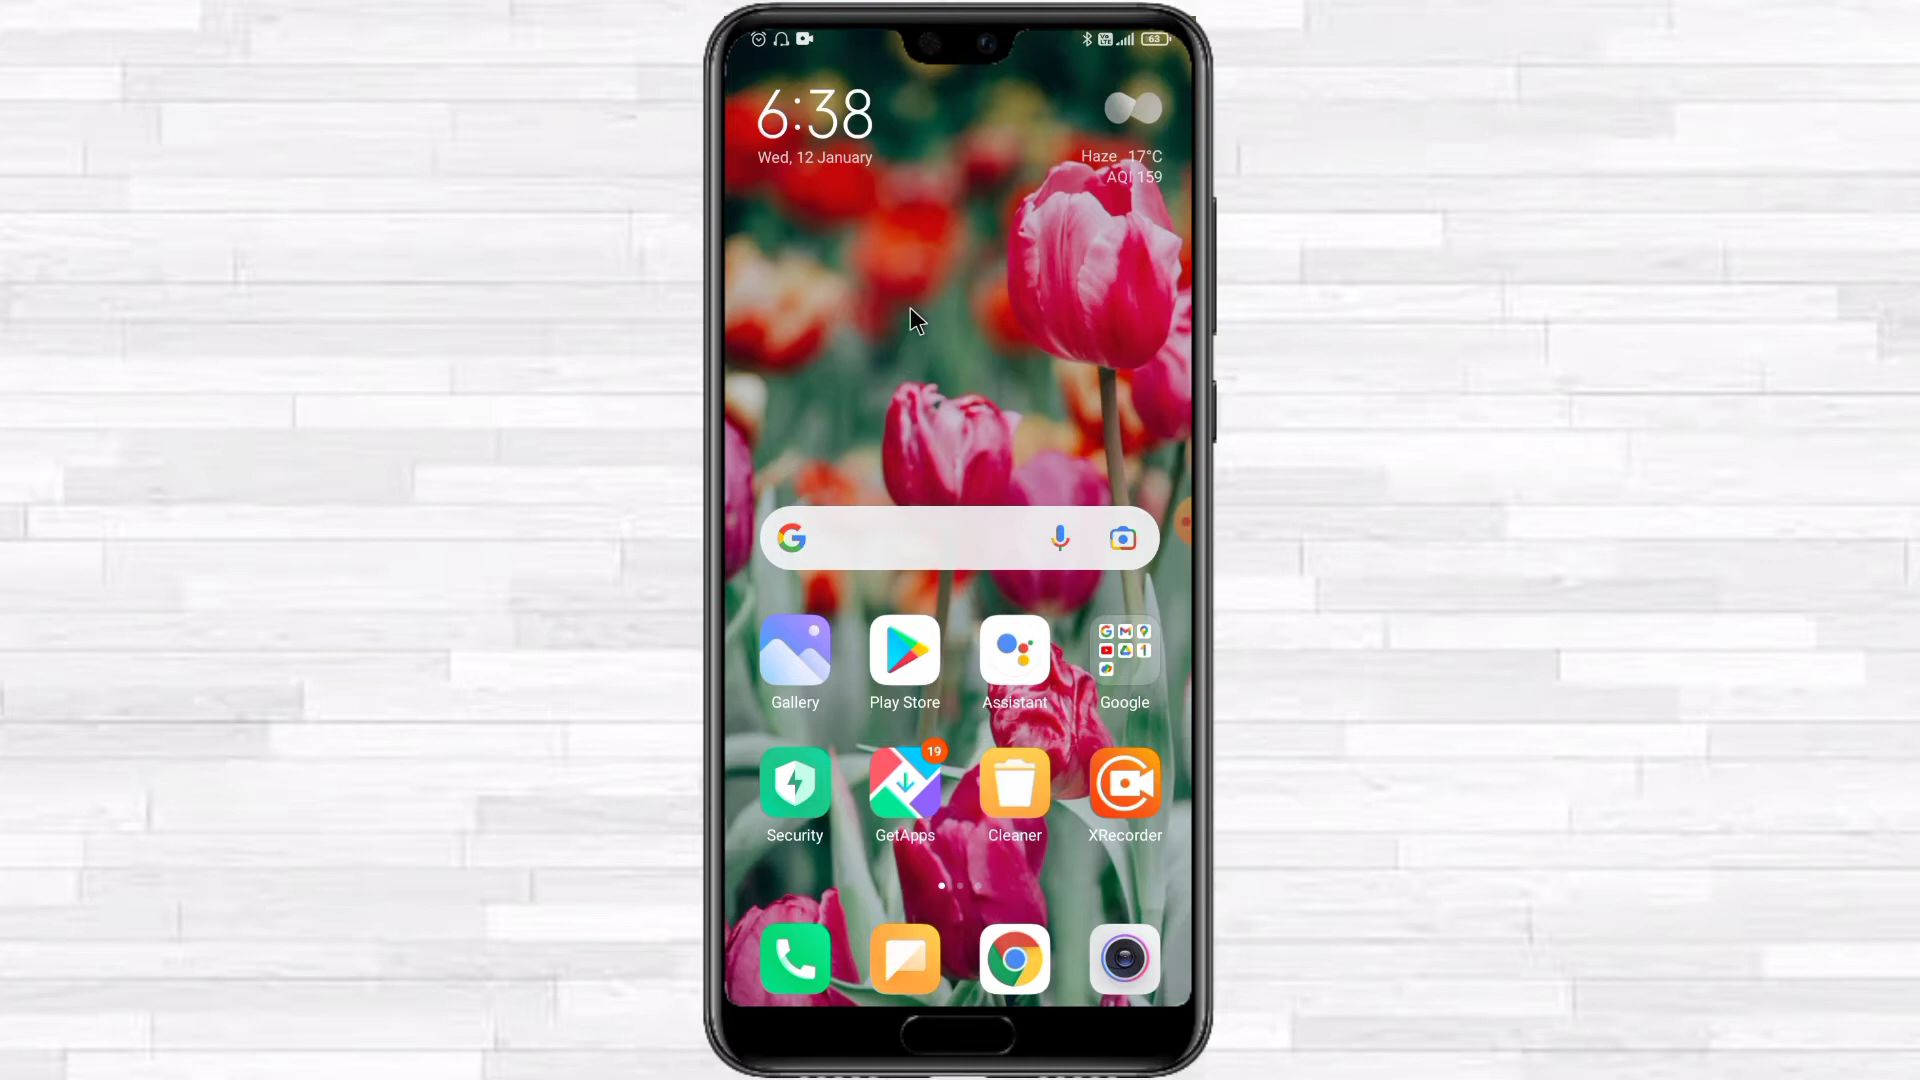 63
6:38
Wed, 12 January
Haze 17°C
AQI 159
Gallery
Play Store
Assistant
Google
19
Security
GetApps
Cleaner
XRecorder